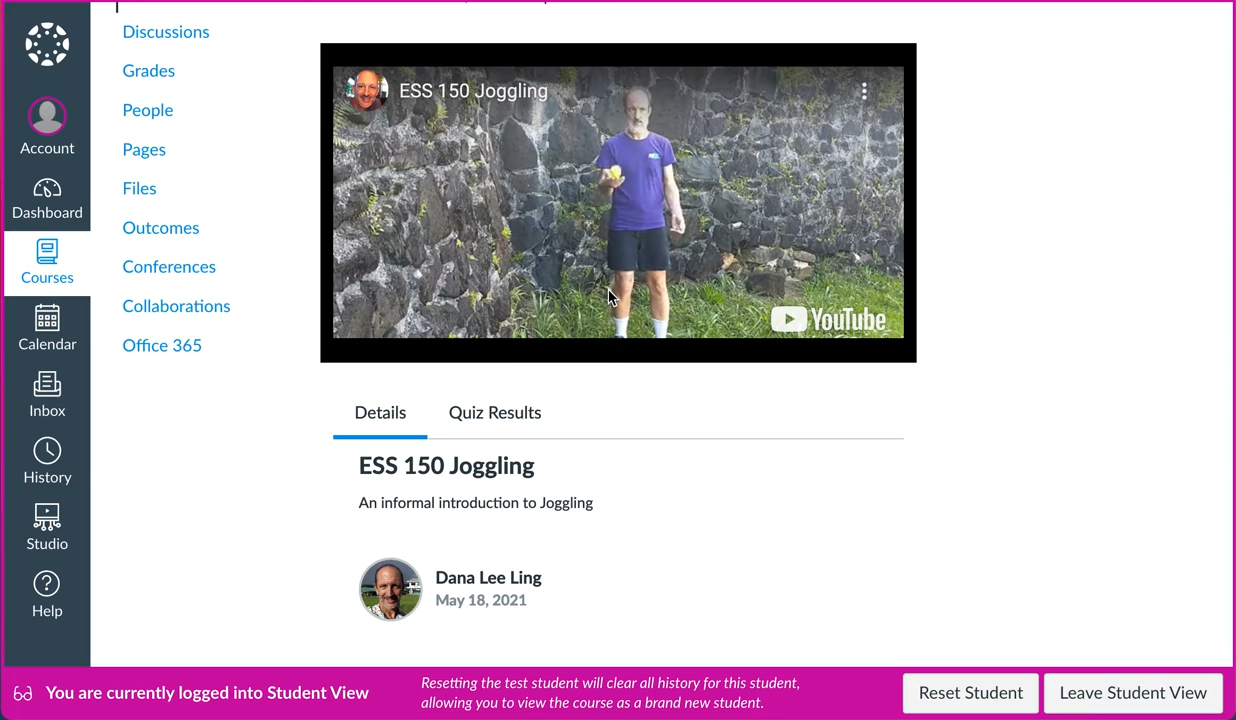 Account
Dashboard
Courses
Calendar
Inbox
History
Studio
Help
Discussions
Grades
People
Pages
Files
Outcomes
Conferences
Collaborations
Office 365
ESS 150 Joggling
YouTube
Details
Quiz Results
ESS 150 Joggling
An informal introduction to Joggling
Dana Lee Ling
May 18, 2021
You are currently logged into Student View
Resetting the test student will clear all history for this student,
allowing you to view the course as a brand new student.
Reset Student
Leave Student View